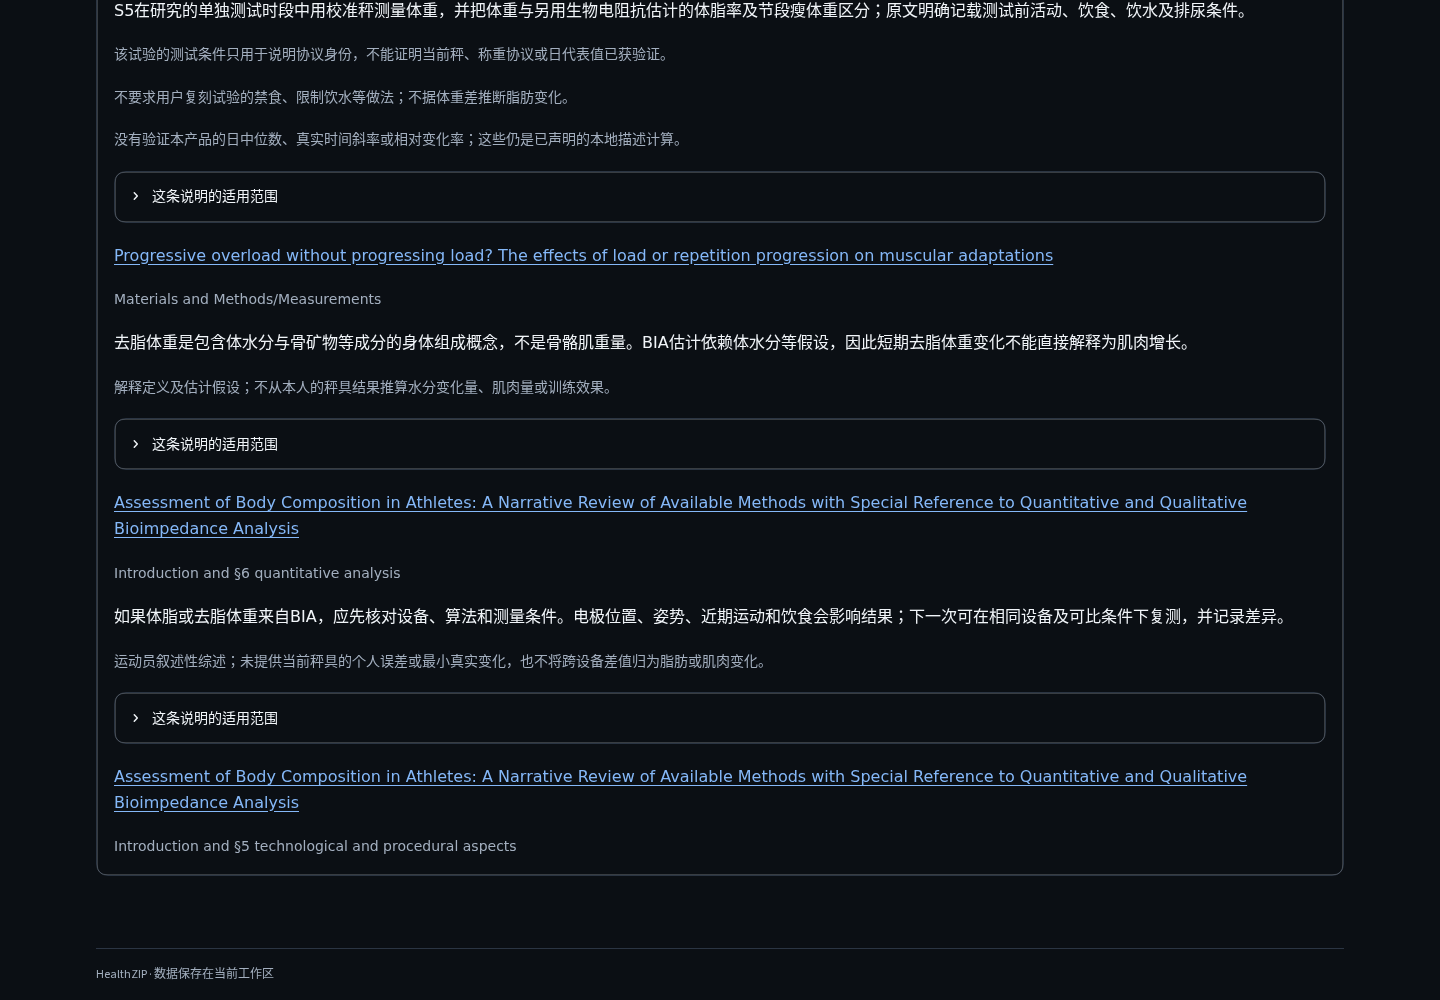 S5在研究的单独测试时段中用校准秤测量体重，并把体重与另用生物电阻抗估计的体脂率及节段瘦体重区分；原文明确记载测试前活动、饮食、饮水及排尿条件。
该试验的测试条件只用于说明协议身份，不能证明当前秤、称重协议或日代表值已获验证。
不要求用户复刻试验的禁食、限制饮水等做法；不据体重差推断脂肪变化。
没有验证本产品的日中位数、真实时间斜率或相对变化率；这些仍是已声明的本地描述计算。
› 这条说明的适用范围
Progressive overload without progressing load? The effects of load or repetition progression on muscular adaptations
Materials and Methods/Measurements
去脂体重是包含体水分与骨矿物等成分的身体组成概念，不是骨骼肌重量。BIA估计依赖体水分等假设，因此短期去脂体重变化不能直接解释为肌肉增长。
解释定义及估计假设；不从本人的秤具结果推算水分变化量、肌肉量或训练效果。
› 这条说明的适用范围
Assessment of Body Composition in Athletes: A Narrative Review of Available Methods with Special Reference to Quantitative and Qualitative
Bioimpedance Analysis
Introduction and §6 quantitative analysis
如果体脂或去脂体重来自BIA，应先核对设备、算法和测量条件。电极位置、姿势、近期运动和饮食会影响结果；下一次可在相同设备及可比条件下复测，并记录差异。
运动员叙述性综述；未提供当前秤具的个人误差或最小真实变化，也不将跨设备差值归为脂肪或肌肉变化。
› 这条说明的适用范围
Assessment of Body Composition in Athletes: A Narrative Review of Available Methods with Special Reference to Quantitative and Qualitative
Bioimpedance Analysis
Introduction and §5 technological and procedural aspects
HealthZIP · 数据保存在当前工作区